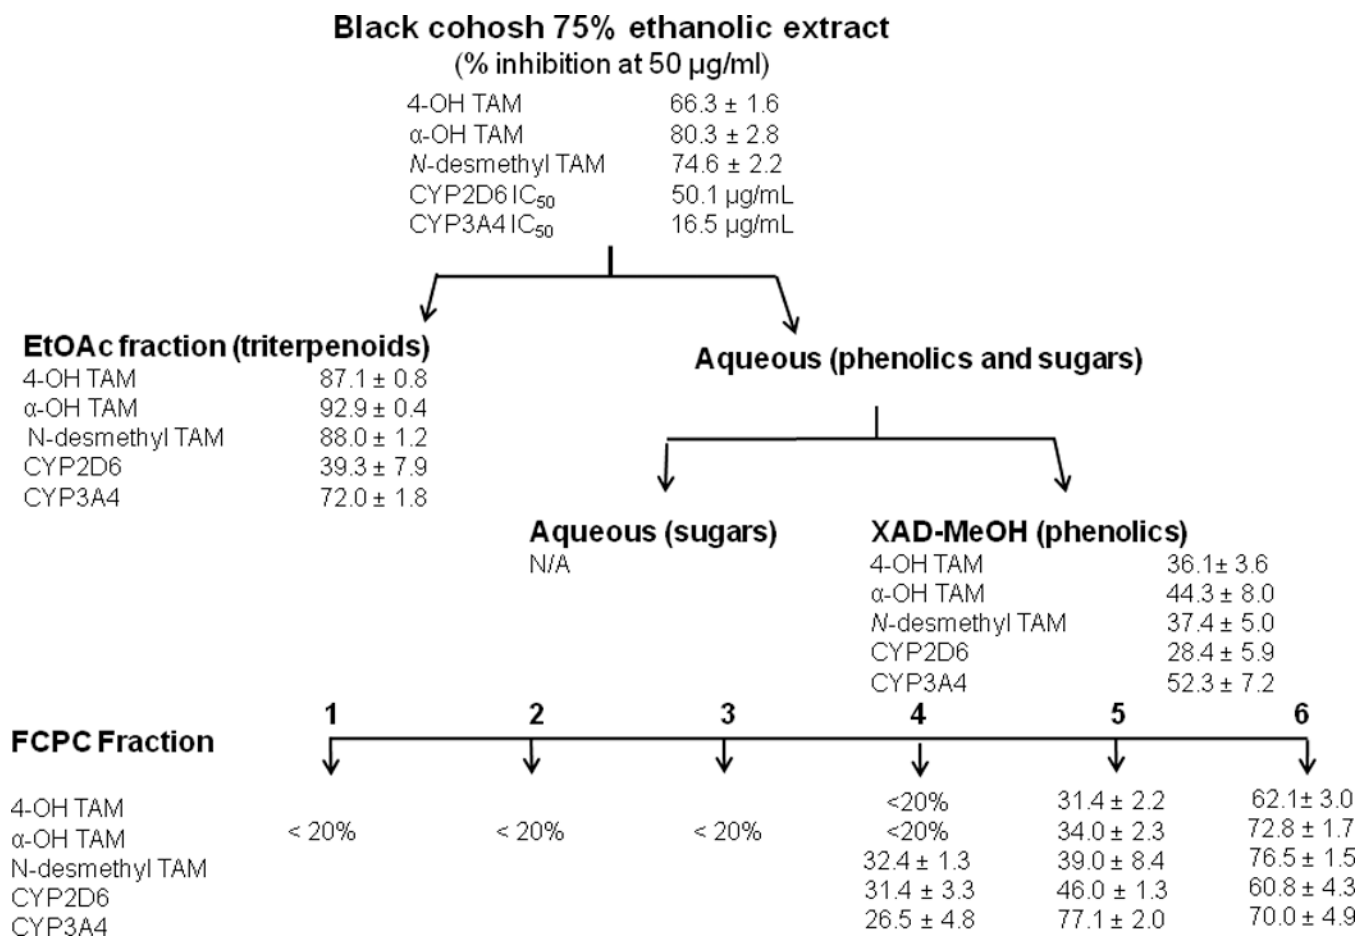 Black cohosh 75% ethanolic extract
(% inhibition at 50 µg/ml)
4-OH TAM 66.3 ± 1.6
α-OH TAM 80.3 ± 2.8
N-desmethyl TAM 74.6 ± 2.2
CYP2D6 IC50 50.1 µg/mL
CYP3A4 IC50 16.5 µg/mL
EtOAc fraction (triterpenoids)
4-OH TAM 87.1 ± 0.8
α-OH TAM 92.9 ± 0.4
N-desmethyl TAM 88.0 ± 1.2
CYP2D6 39.3 ± 7.9
CYP3A4 72.0 ± 1.8
Aqueous (phenolics and sugars)
Aqueous (sugars)
N/A
XAD-MeOH (phenolics)
4-OH TAM 36.1± 3.6
α-OH TAM 44.3 ± 8.0
N-desmethyl TAM 37.4 ± 5.0
CYP2D6 28.4 ± 5.9
CYP3A4 52.3 ± 7.2
1 2 3 4 5 6
FCPC Fraction
4-OH TAM <20% 31.4 ± 2.2 62.1± 3.0
α-OH TAM < 20% < 20% < 20% <20% 34.0 ± 2.3 72.8 ± 1.7
N-desmethyl TAM 32.4 ± 1.3 39.0 ± 8.4 76.5 ± 1.5
CYP2D6 31.4 ± 3.3 46.0 ± 1.3 60.8 ± 4.3
CYP3A4 26.5 ± 4.8 77.1 ± 2.0 70.0 ± 4.9